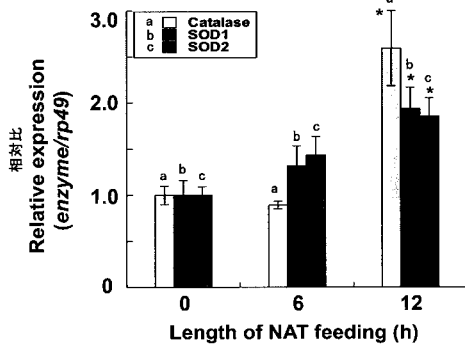 3.0
2.0
1.0
0
相対比
Relative expression
(enzyme/rp49)
a Catalase
b SOD1
c SOD2
a b c
a b c
* b c
* *
0 6 12
Length of NAT feeding (h)